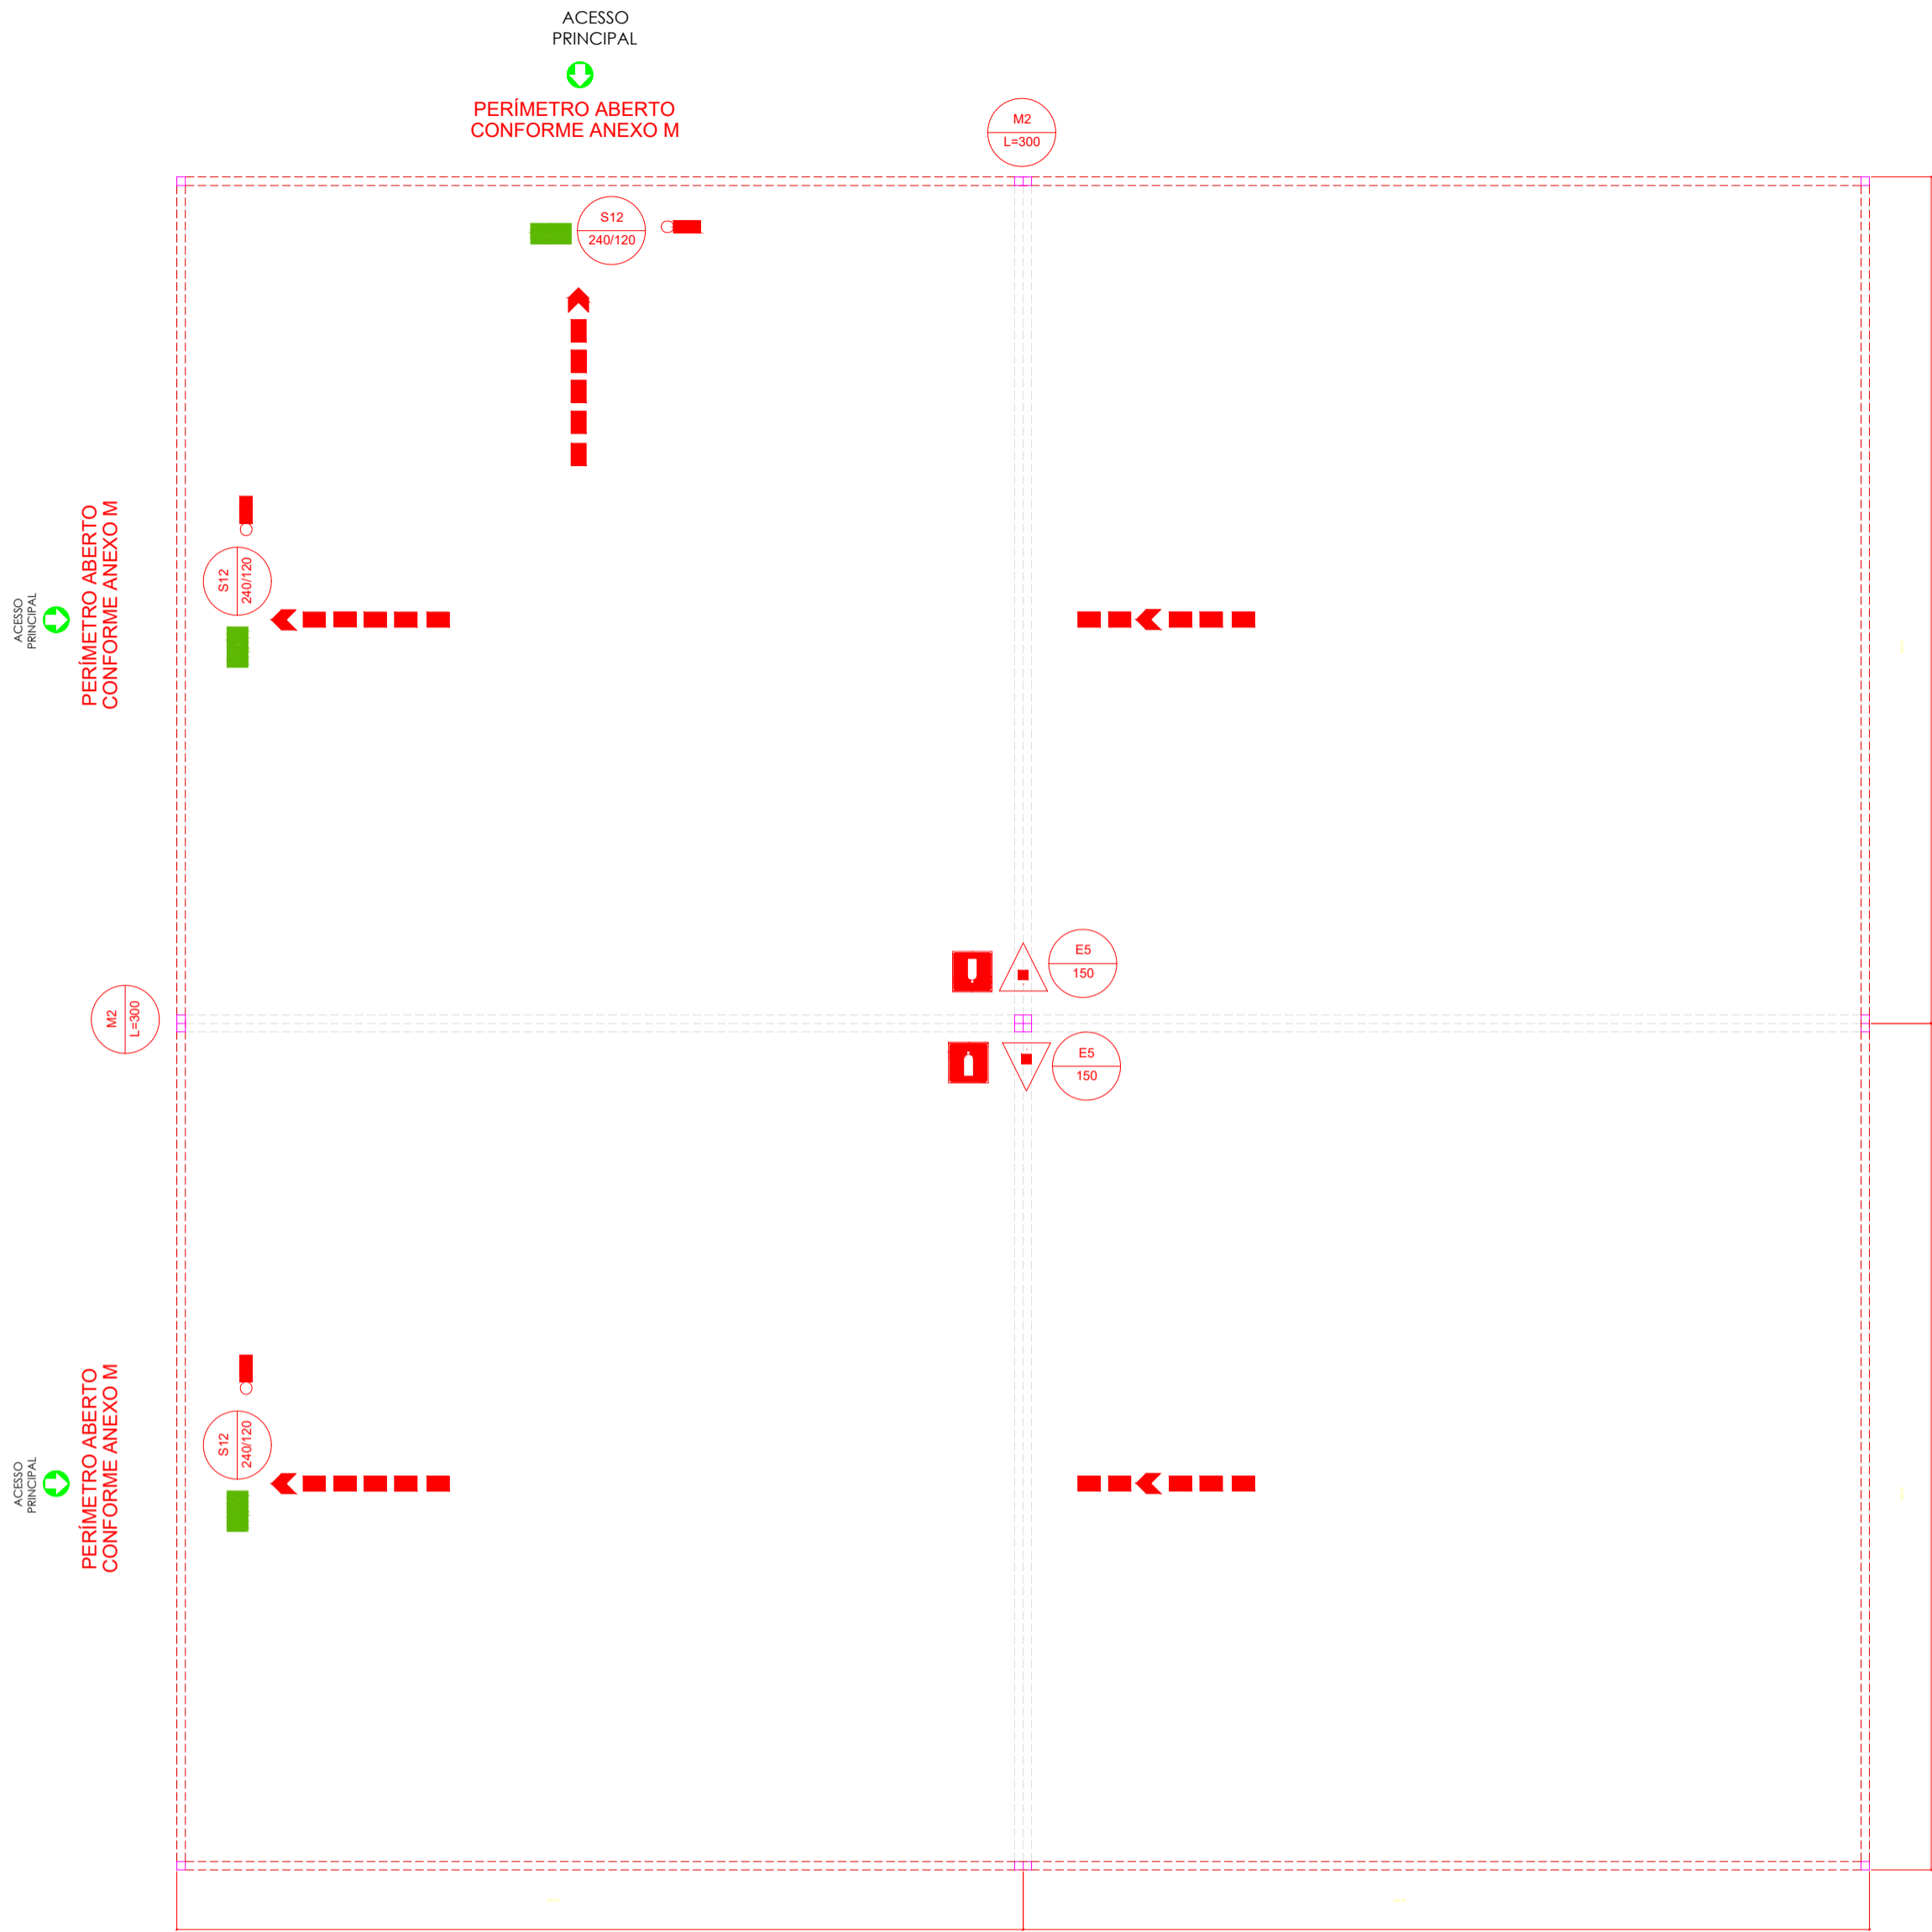 ACESSO
PRINCIPAL
PERÍMETRO ABERTO
CONFORME ANEXO M
M2
L=300
S12
240/120
PERÍMETRO ABERTO
CONFORME ANEXO M
ACESSO
PRINCIPAL
S12
240/120
E5
150
M2
L=300
E5
150
PERÍMETRO ABERTO
CONFORME ANEXO M
ACESSO
PRINCIPAL
S12
240/120